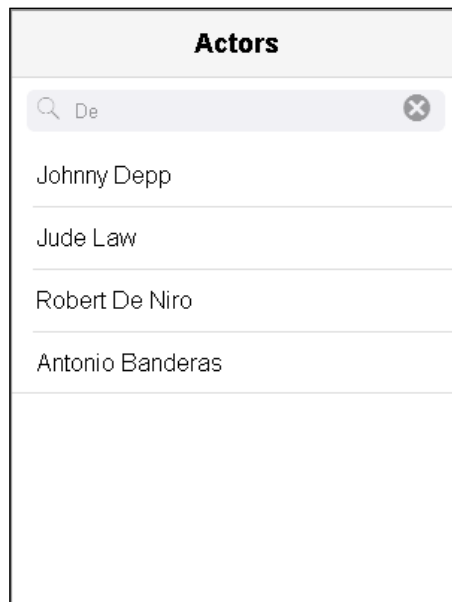 Actors
De
Johnny Depp
Jude Law
Robert De Niro
Antonio Banderas